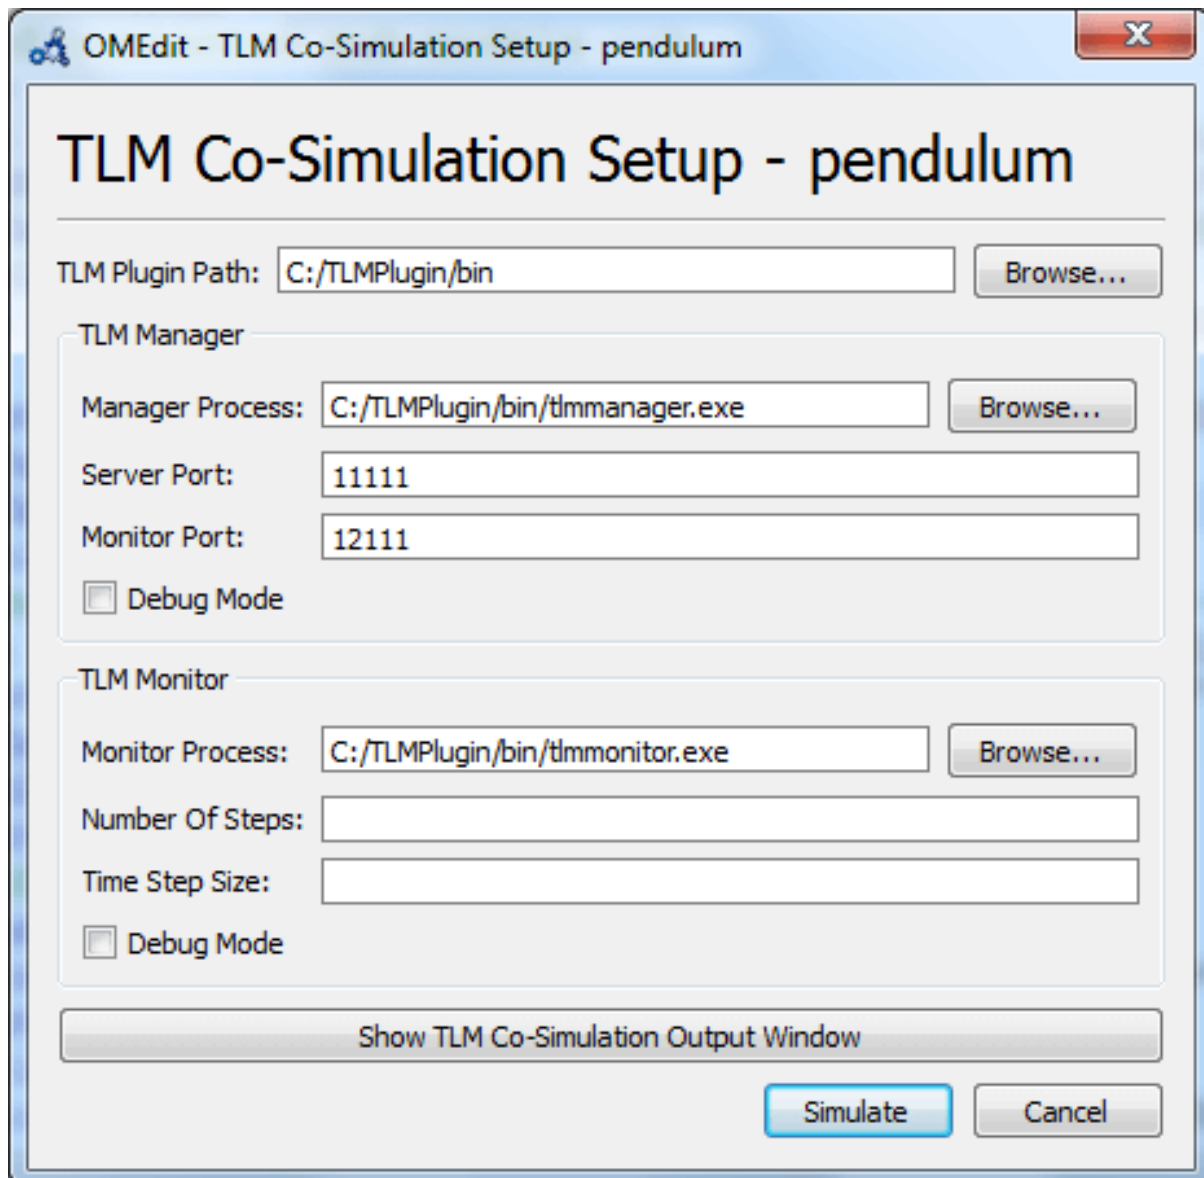 OMEdit - TLM Co-Simulation Setup - pendulum
TLM Co-Simulation Setup - pendulum
TLM Plugin Path: C:/TLMPlugin/bin Browse...
TLM Manager
Manager Process: C:/TLMPlugin/bin/tlmmanager.exe Browse...
Server Port: 11111
Monitor Port: 12111
Debug Mode
TLM Monitor
Monitor Process: C:/TLMPlugin/bin/tlmmonitor.exe Browse...
Number Of Steps:
Time Step Size:
Debug Mode
Show TLM Co-Simulation Output Window
Simulate Cancel